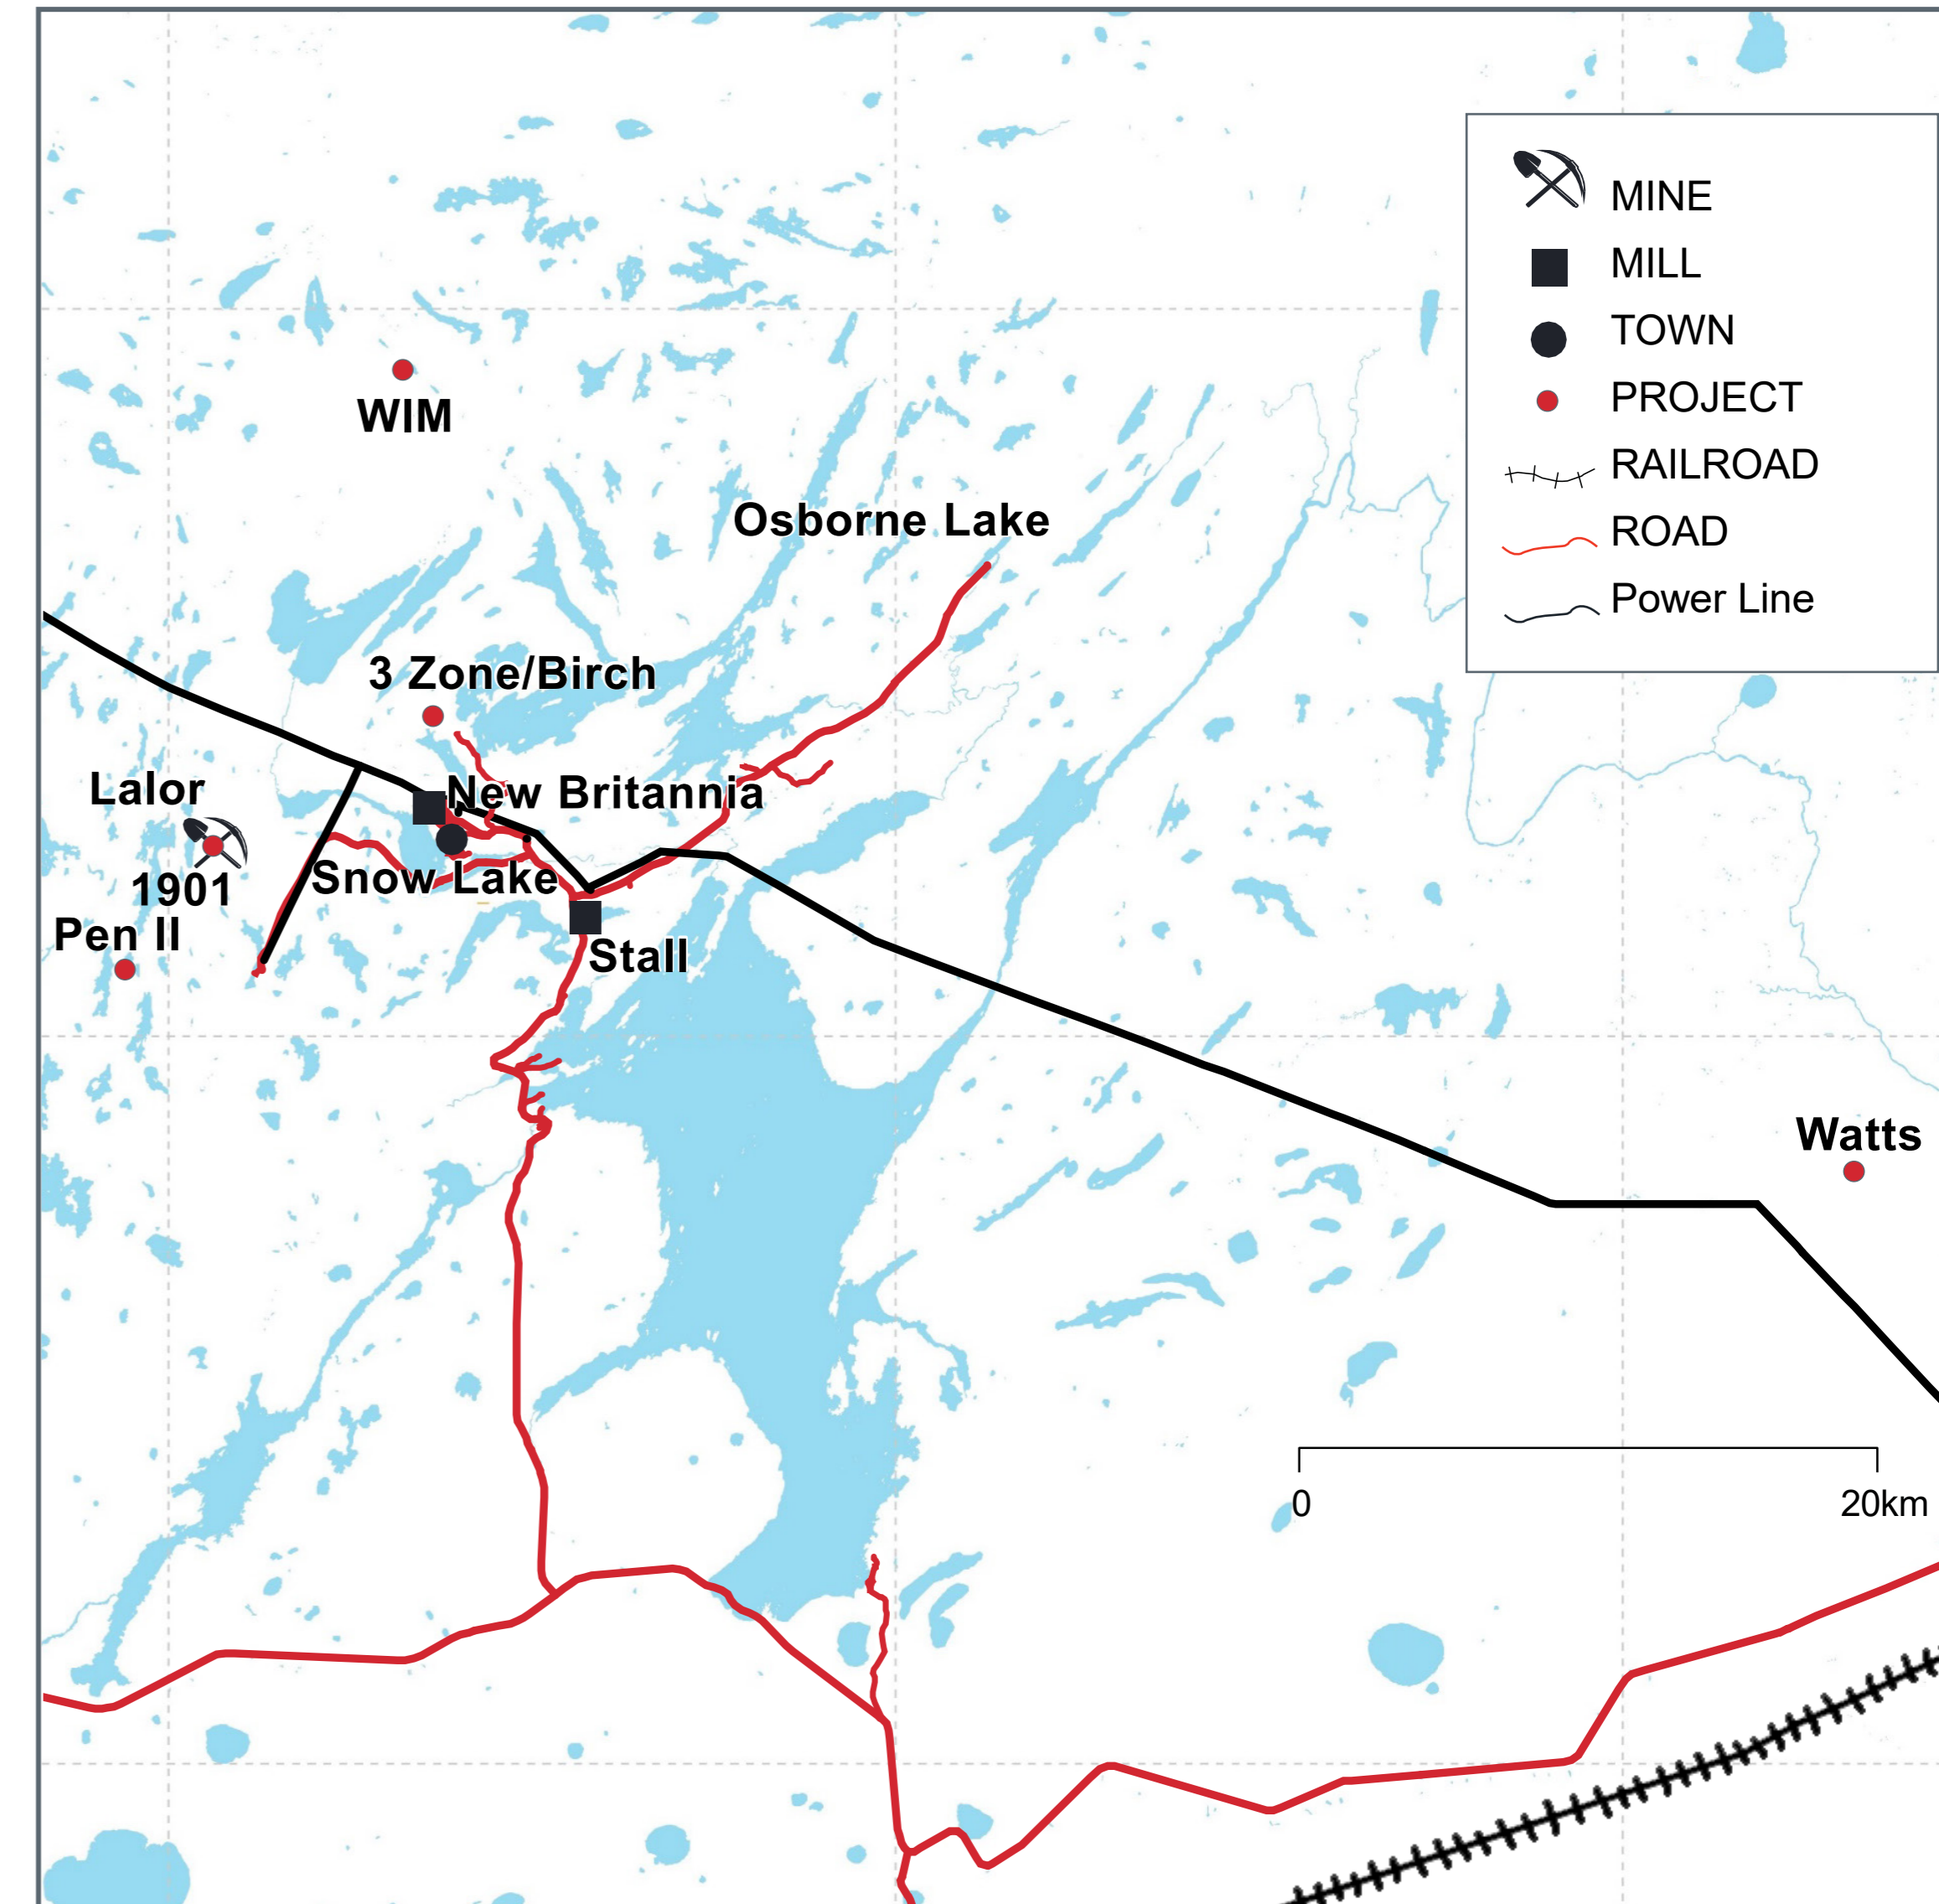 MINE
MILL
TOWN
PROJECT
RAILROAD
ROAD
Power Line
WIM
Osborne Lake
3 Zone/Birch
Lalor
New Britannia
1901
Snow Lake
Pen II
Stall
Watts
0
20km